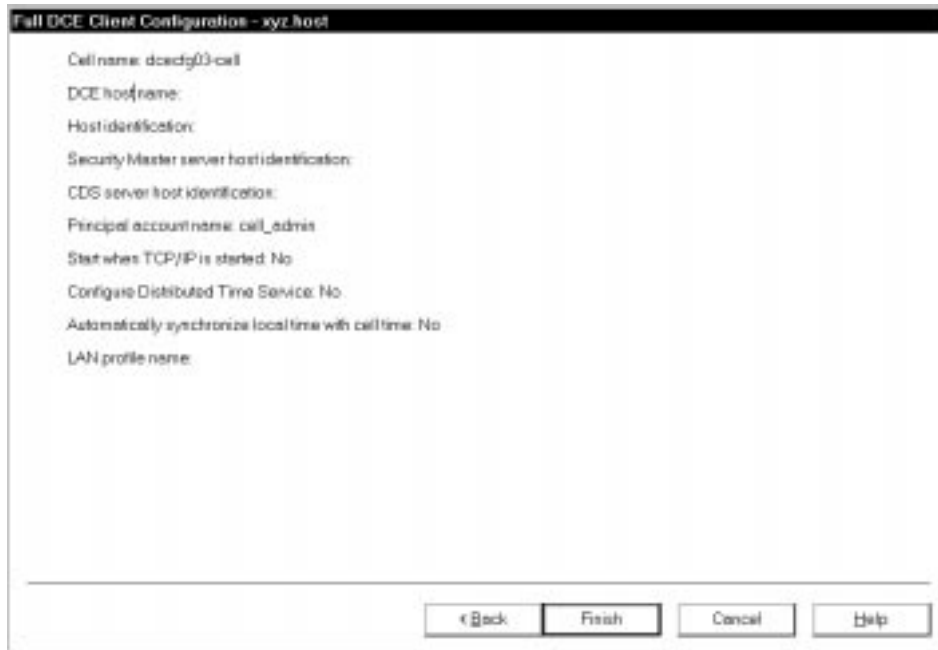 Full DCE Client Configuration - xyz.host
Cell name: dcecfg03-cell
DCE host name:
Host identification:
Security Master server host identification:
CDS server host identification:
Principal account name: cell_admin
Start when TCP/IP is started: No
Configure Distributed Time Service: No
Automatically synchronize local time with cell time: No
LAN profile name:
< Back Finish Cancel Help